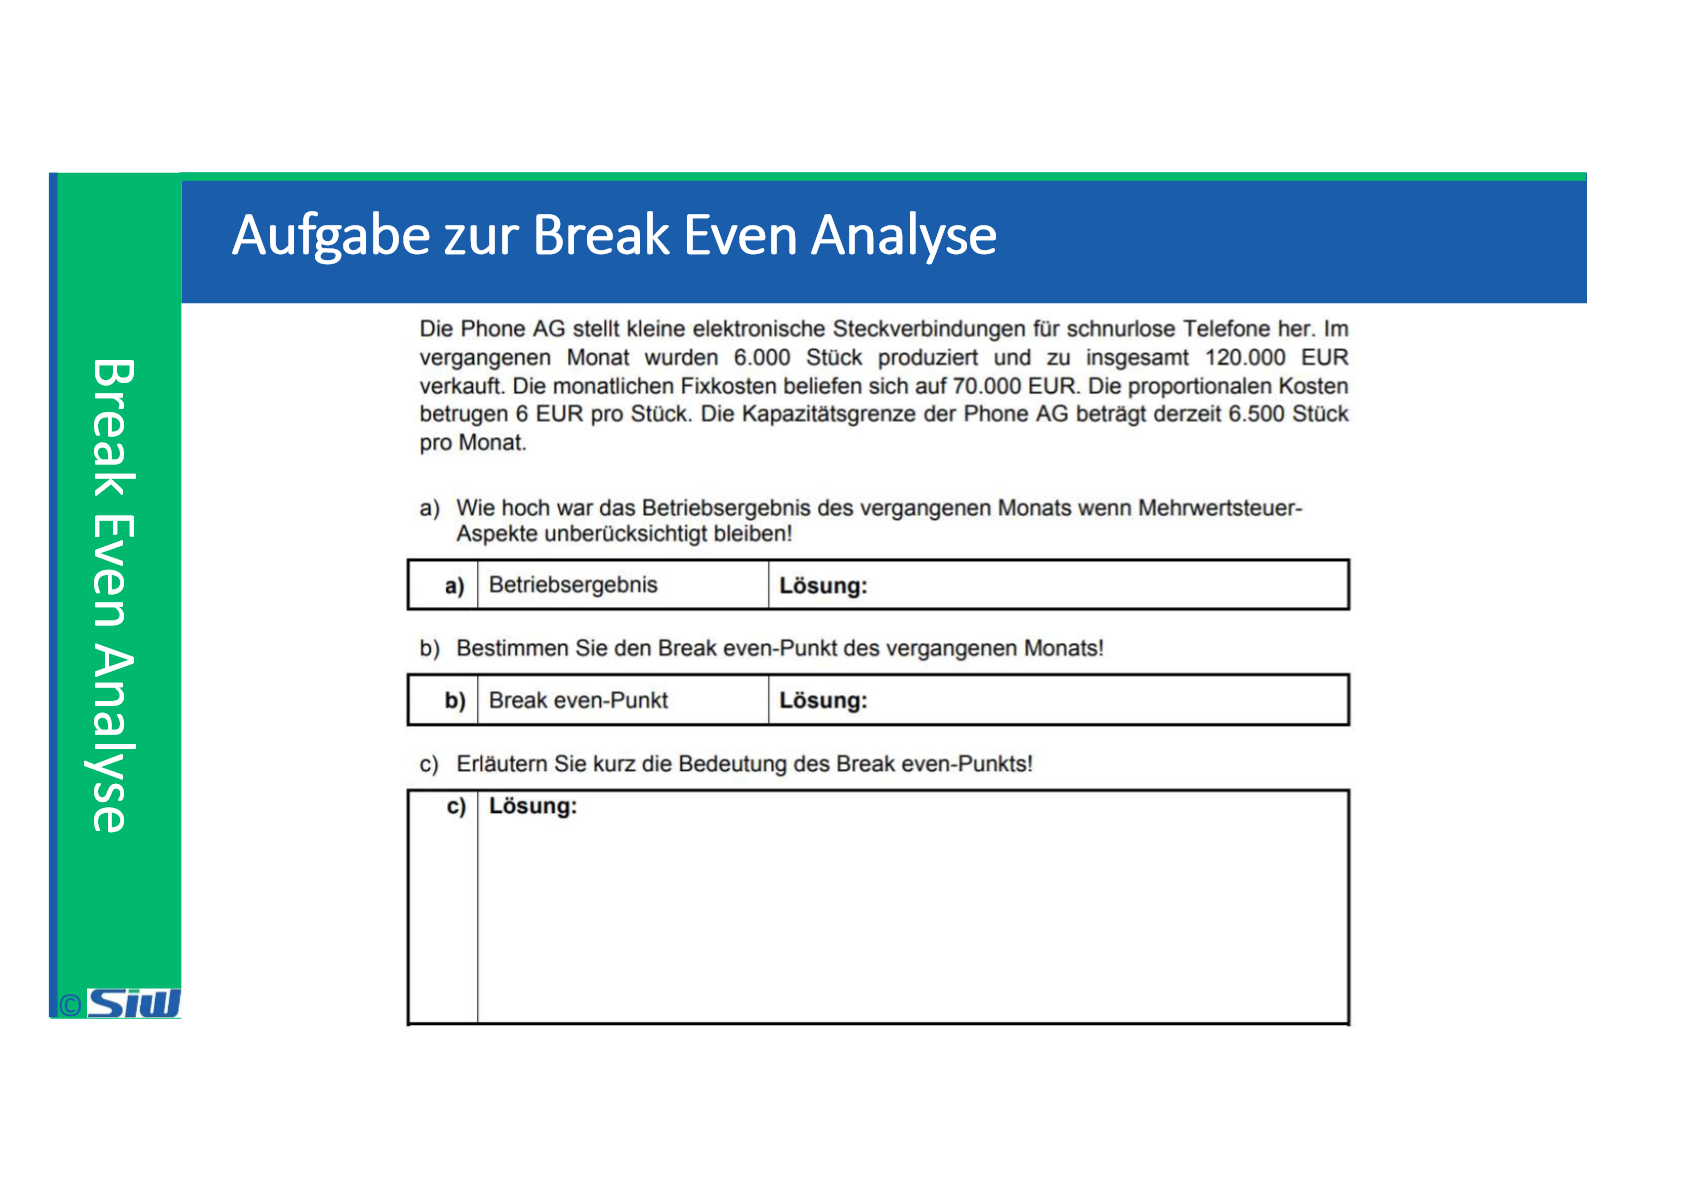 Aufgabe zur Break Even Analyse
Break Even Analyse
© SiW
Die Phone AG stellt kleine elektronische Steckverbindungen für schnurlose Telefone her. Im
vergangenen Monat wurden 6.000 Stück produziert und zu insgesamt 120.000 EUR
verkauft. Die monatlichen Fixkosten beliefen sich auf 70.000 EUR. Die proportionalen Kosten
betrugen 6 EUR pro Stück. Die Kapazitätsgrenze der Phone AG beträgt derzeit 6.500 Stück
pro Monat.
a) Wie hoch war das Betriebsergebnis des vergangenen Monats wenn Mehrwertsteuer-
Aspekte unberücksichtigt bleiben!
a) Betriebsergebnis Lösung:
b) Bestimmen Sie den Break even-Punkt des vergangenen Monats!
b) Break even-Punkt Lösung:
c) Erläutern Sie kurz die Bedeutung des Break even-Punkts!
c) Lösung: